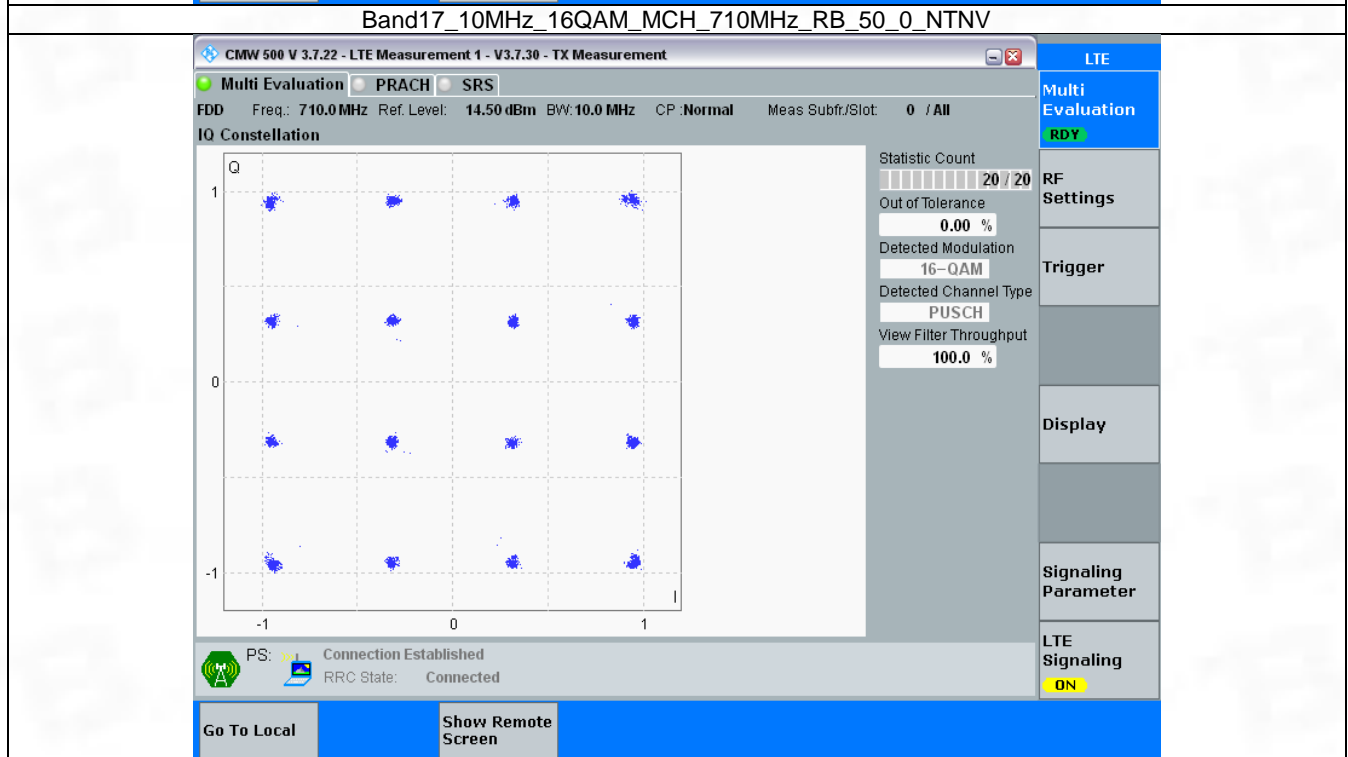 Band17_10MHz_16QAM_MCH_710MHz_RB_50_0_NTNV
CMW 500 V 3.7.22 - LTE Measurement 1 - V3.7.30 - TX Measurement
LTE
Multi Evaluation PRACH SRS
FDD Freq.: 710.0 MHz Ref. Level: 14.50 dBm BW: 10.0 MHz CP :Normal Meas Subfr./Slot: 0 / All
IQ Constellation
Q
1
0
-1
I
-1 0 1
Statistic Count
20 / 20
Out of Tolerance
0.00 %
Detected Modulation
16-QAM
Detected Channel Type
PUSCH
View Filter Throughput
100.0 %
Multi
Evaluation
RDY
RF
Settings
Trigger
Display
Signaling
Parameter
LTE
Signaling
ON
PS: Connection Established
RRC State: Connected
Go To Local
Show Remote
Screen